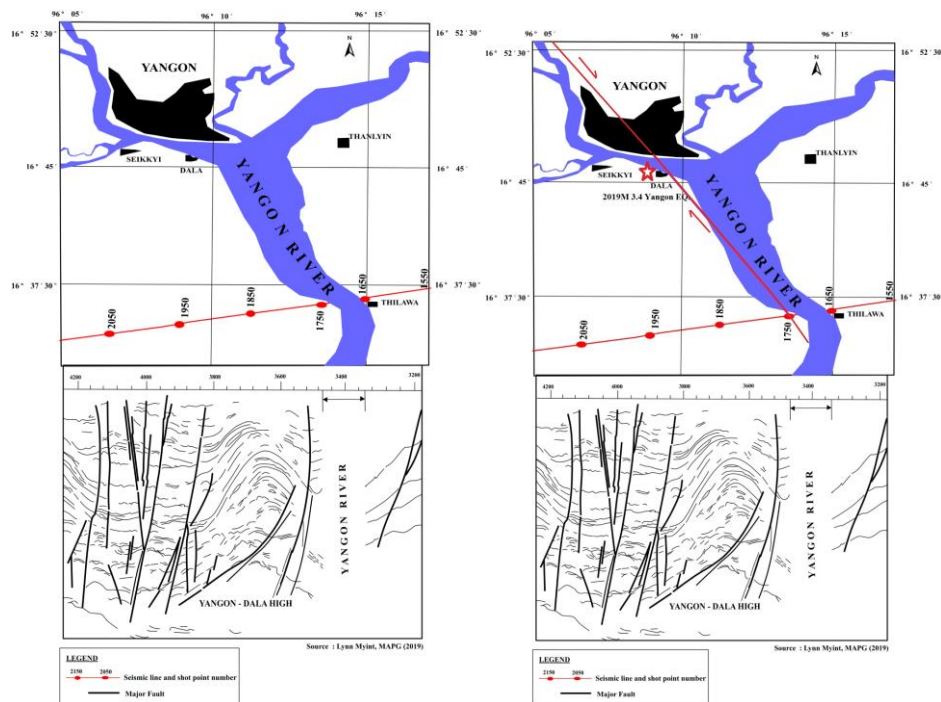 96° 05'
96° 10'
96° 15'
16° 52' 30"
16° 52' 30"
N
YANGON
THANLYIN
SEIKKYI
DALA
16° 45'
16° 45'
YANGON RIVER
16° 37' 30"
16° 37' 30"
2050
1950
1850
1750
1650
1550
THILAWA
4200
4000
3800
3600
3400
3200
YANGON RIVER
YANGON - DALA HIGH
Source : Lynn Myint, MAPG (2019)
LEGEND
2150 2050
Seismic line and shot point number
Major Fault
96° 05'
96° 10'
96° 15'
16° 52' 30"
16° 52' 30"
N
YANGON
THANLYIN
SEIKKYI
DALA
16° 45'
16° 45'
2019M 3.4 Yangon EQ.
YANGON RIVER
16° 37' 30"
16° 37' 30"
2050
1950
1850
1750
1650
1550
THILAWA
4200
4000
3800
3600
3400
3200
YANGON RIVER
YANGON - DALA HIGH
Source : Lynn Myint, MAPG (2019)
LEGEND
2150 2050
Seismic line and shot point number
Major Fault